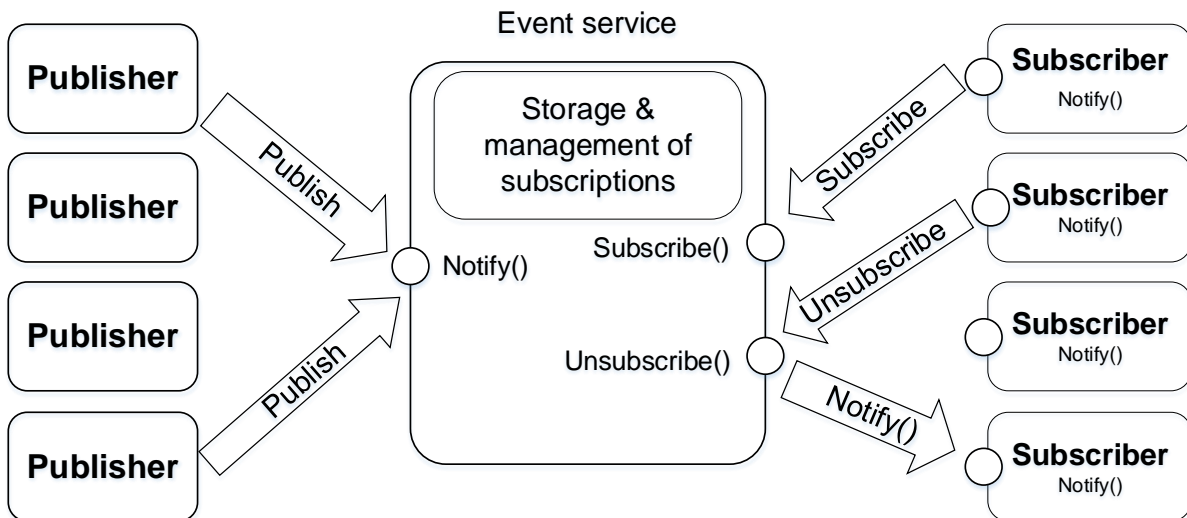 Event service
Publisher
Publisher
Publisher
Publisher
Publish
Publish
Storage &
management of
subscriptions
Notify()
Subscribe()
Unsubscribe()
Subscribe
Unsubscribe
Notify()
Subscriber
Notify()
Subscriber
Notify()
Subscriber
Notify()
Subscriber
Notify()